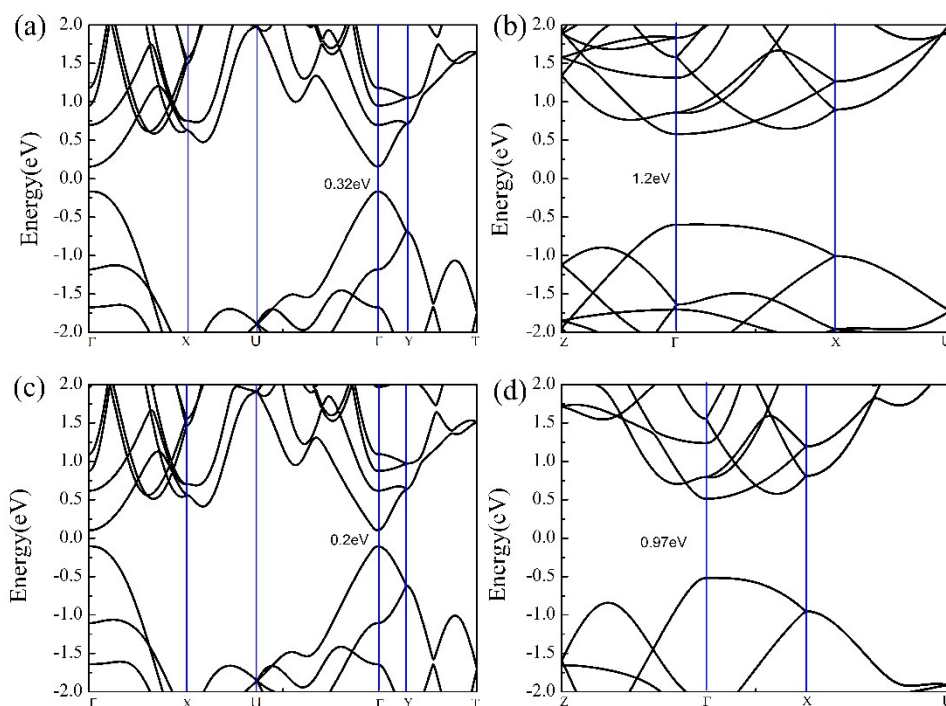 (a)
Energy(eV)
2.0
1.5
1.0
0.5
0.0
-0.5
-1.0
-1.5
-2.0
0.32eV
Γ X U Γ Y T
(b)
Energy(eV)
2.0
1.5
1.0
0.5
0.0
-0.5
-1.0
-1.5
-2.0
1.2eV
Z Γ X U
(c)
Energy(eV)
2.0
1.5
1.0
0.5
0.0
-0.5
-1.0
-1.5
-2.0
0.2eV
Γ X U Γ Y T
(d)
Energy(eV)
2.0
1.5
1.0
0.5
0.0
-0.5
-1.0
-1.5
-2.0
0.97eV
Z Γ X U